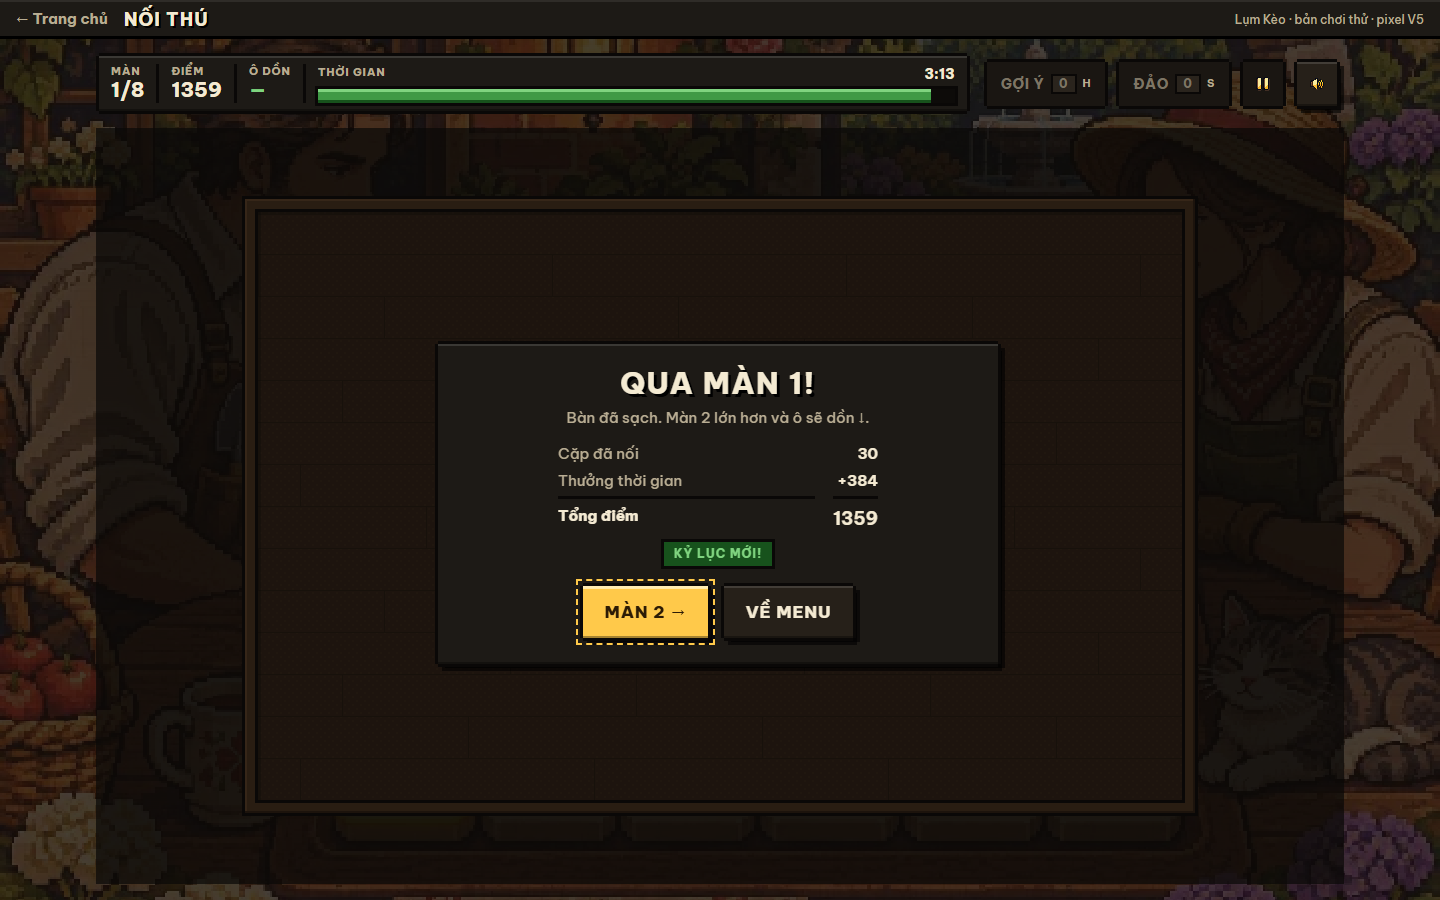 ← Trang chủ NỐI THÚ
Lụm Kèo · bản chơi thử · pixel V5
MÀN ĐIỂM Ô DỒN THỜI GIAN 3:13
1/8 1359 –
GỢI Ý 0 H ĐẢO 0 S
QUA MÀN 1!
Bàn đã sạch. Màn 2 lớn hơn và ô sẽ dồn ↓.
Cặp đã nối 30
Thưởng thời gian +384
Tổng điểm 1359
KỶ LỤC MỚI!
MÀN 2 → VỀ MENU